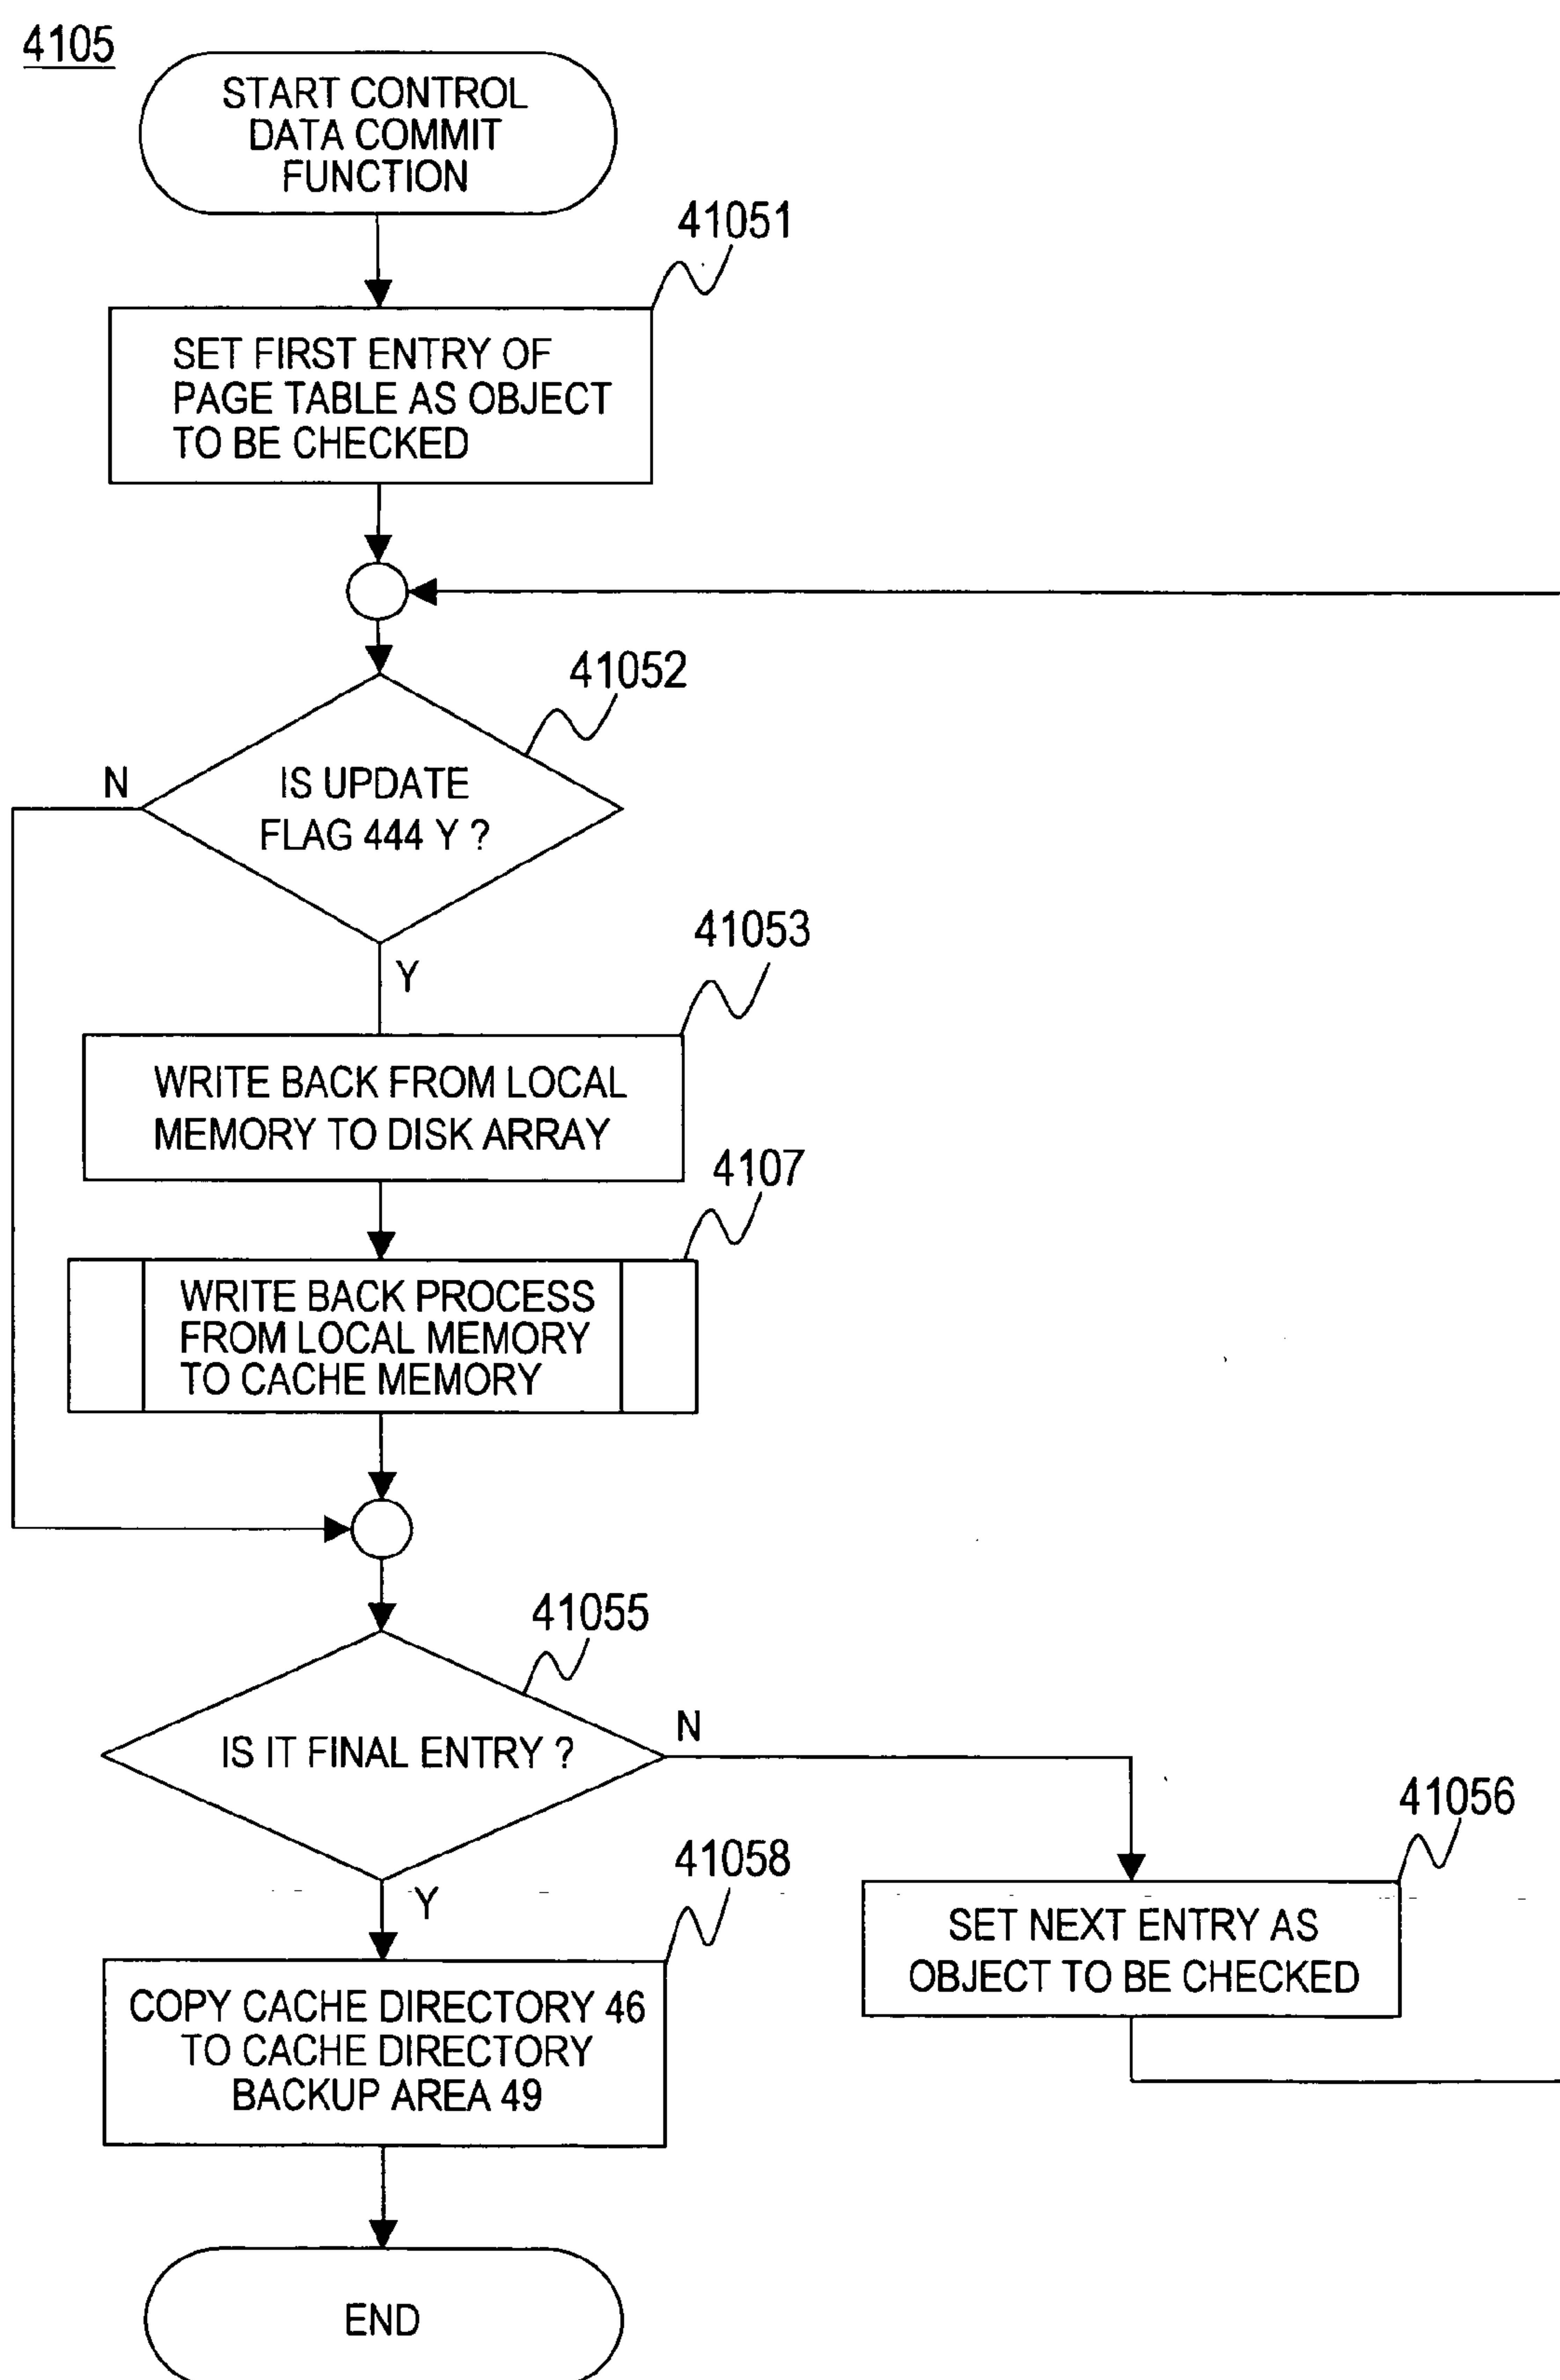 4105
START CONTROL
DATA COMMIT
FUNCTION
41051
SET FIRST ENTRY OF
PAGE TABLE AS OBJECT
TO BE CHECKED
41052
N
IS UPDATE
FLAG 444 Y ?
41053
Y
WRITE BACK FROM LOCAL
MEMORY TO DISK ARRAY
4107
WRITE BACK PROCESS
FROM LOCAL MEMORY
TO CACHE MEMORY
41055
N
IS IT FINAL ENTRY ?
41056
41058
Y
SET NEXT ENTRY AS
OBJECT TO BE CHECKED
COPY CACHE DIRECTORY 46
TO CACHE DIRECTORY
BACKUP AREA 49
END